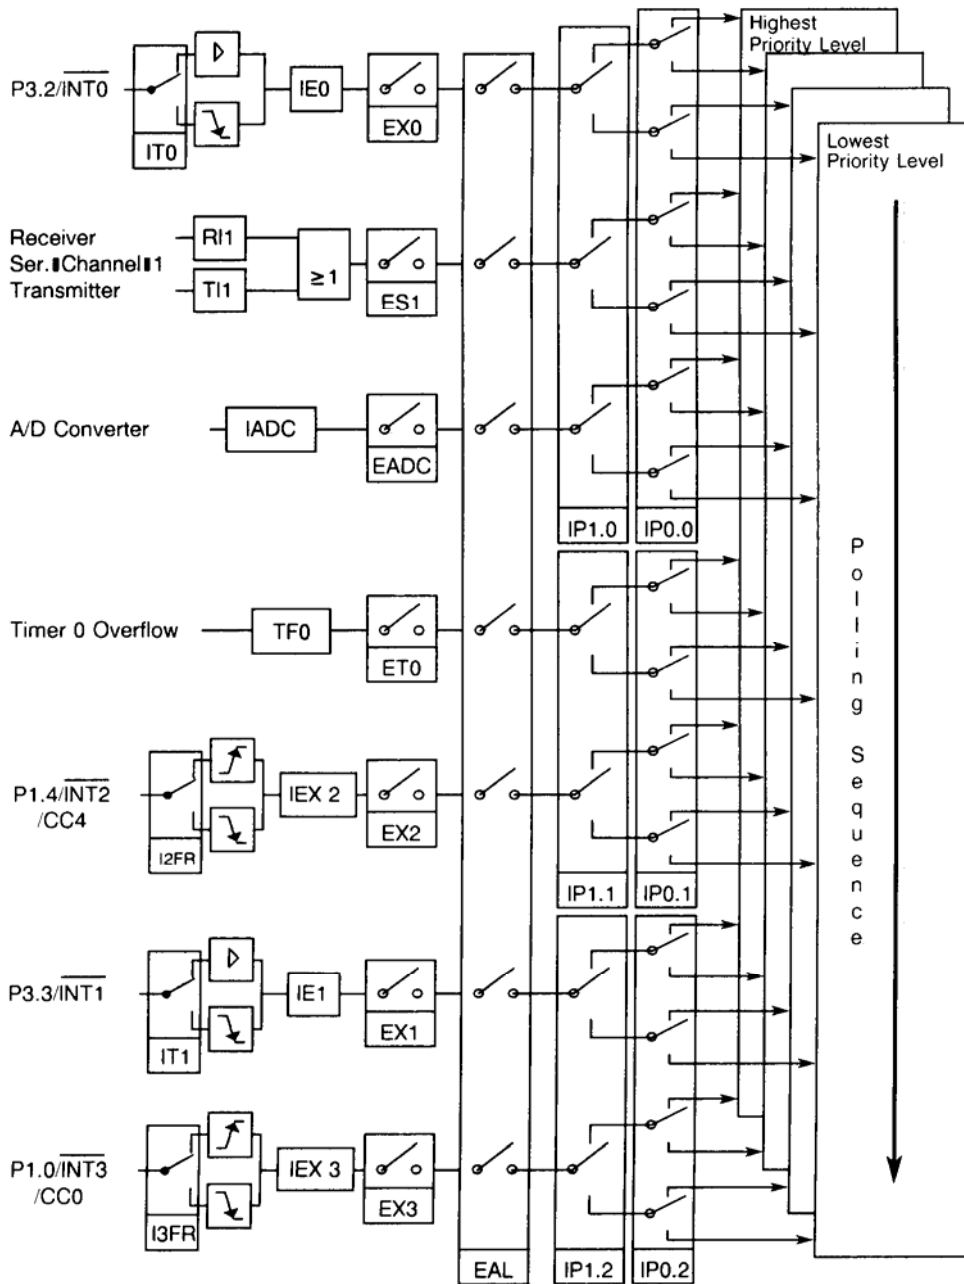 Highest
Priority Level
Lowest
Priority Level
P3.2/INT0
IT0
IE0
EX0
Receiver
Ser. Channel 1
Transmitter
RI1
TI1
≥1
ES1
A/D Converter
IADC
EADC
IP1.0
IP0.0
Timer 0 Overflow
TF0
ET0
P1.4/INT2
/CC4
I2FR
IEX 2
EX2
IP1.1
IP0.1
P3.3/INT1
IT1
IE1
EX1
P1.0/INT3
/CC0
I3FR
IEX 3
EX3
EAL
IP1.2
IP0.2
Polling Sequence